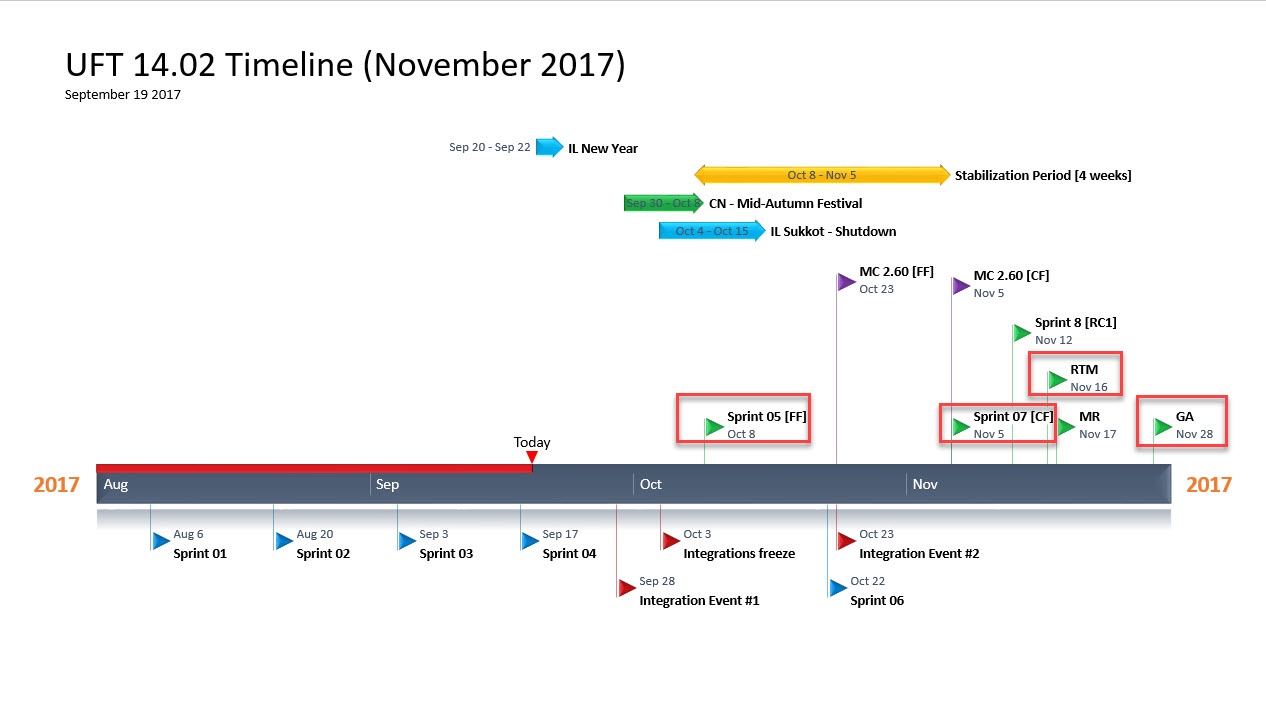 UFT 14.02 Timeline (November 2017)
September 19 2017
Sep 20 - Sep 22 IL New Year
Oct 8 - Nov 5 Stabilization Period [4 weeks]
Sep 30 - Oct 8 CN - Mid-Autumn Festival
Oct 4 - Oct 15 IL Sukkot - Shutdown
MC 2.60 [FF]
Oct 23
MC 2.60 [CF]
Nov 5
Sprint 8 [RC1]
Nov 12
RTM
Nov 16
Sprint 05 [FF]
Oct 8
Sprint 07 [CF]
Nov 5
MR
Nov 17
GA
Nov 28
Today
2017 Aug Sep Oct Nov 2017
Aug 6
Sprint 01
Aug 20
Sprint 02
Sep 3
Sprint 03
Sep 17
Sprint 04
Oct 3
Integrations freeze
Oct 23
Integration Event #2
Sep 28
Integration Event #1
Oct 22
Sprint 06